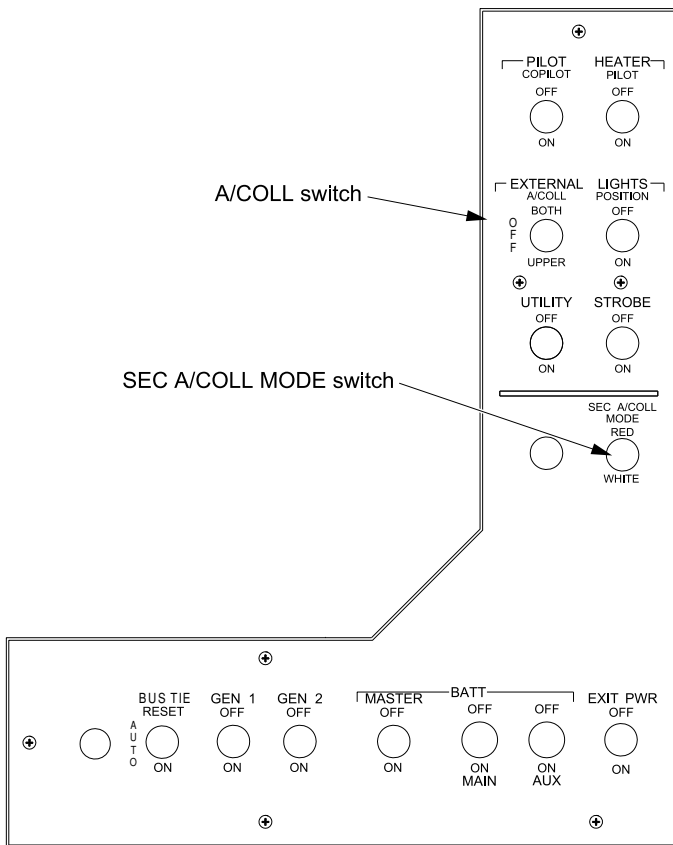 PILOT HEATER
COPILOT PILOT
OFF OFF
ON ON
A/COLL switch
EXTERNAL LIGHTS
A/COLL POSITION
BOTH OFF
OFF
UPPER ON
UTILITY STROBE
OFF OFF
ON ON
SEC A/COLL MODE switch
SEC A/COLL
MODE
RED
WHITE
BUS TIE GEN 1 GEN 2 MASTER BATT EXIT PWR
RESET OFF OFF OFF OFF OFF OFF
AUTO
ON ON ON ON ON ON ON
MAIN AUX